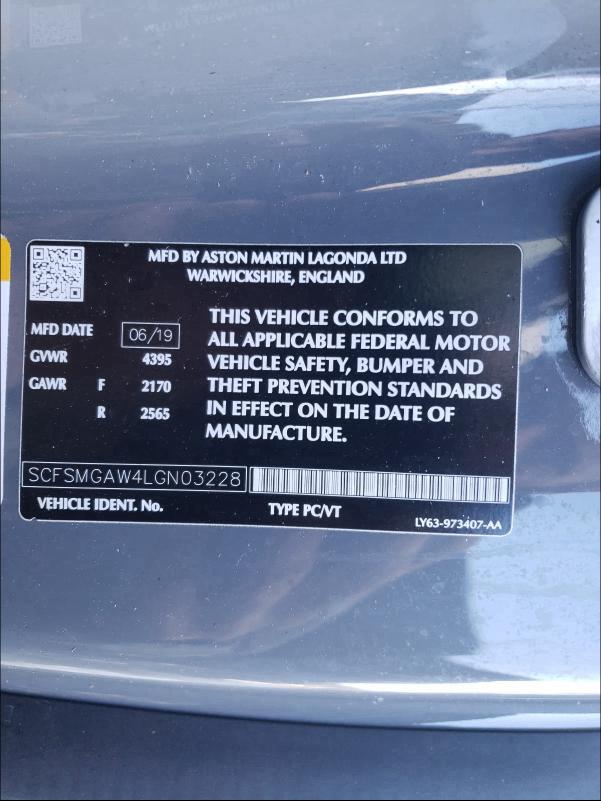 MFD BY ASTON MARTIN LAGONDA LTD
WARWICKSHIRE, ENGLAND
MFD DATE 06/19
GVWR 4395
GAWR F 2170
R 2565
THIS VEHICLE CONFORMS TO
ALL APPLICABLE FEDERAL MOTOR
VEHICLE SAFETY, BUMPER AND
THEFT PREVENTION STANDARDS
IN EFFECT ON THE DATE OF
MANUFACTURE.
SCFSMGAW4LGN03228
VEHICLE IDENT. No. TYPE PC/VT LY63-973407-AA